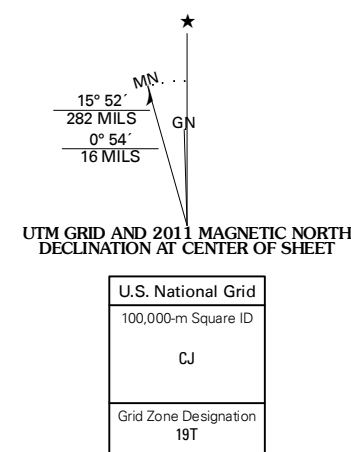 ★
MN
15° 52´
282 MILS
GN
0° 54´
16 MILS
UTM GRID AND 2011 MAGNETIC NORTH
DECLINATION AT CENTER OF SHEET
U.S. National Grid
100,000-m Square ID
CJ
Grid Zone Designation
19T